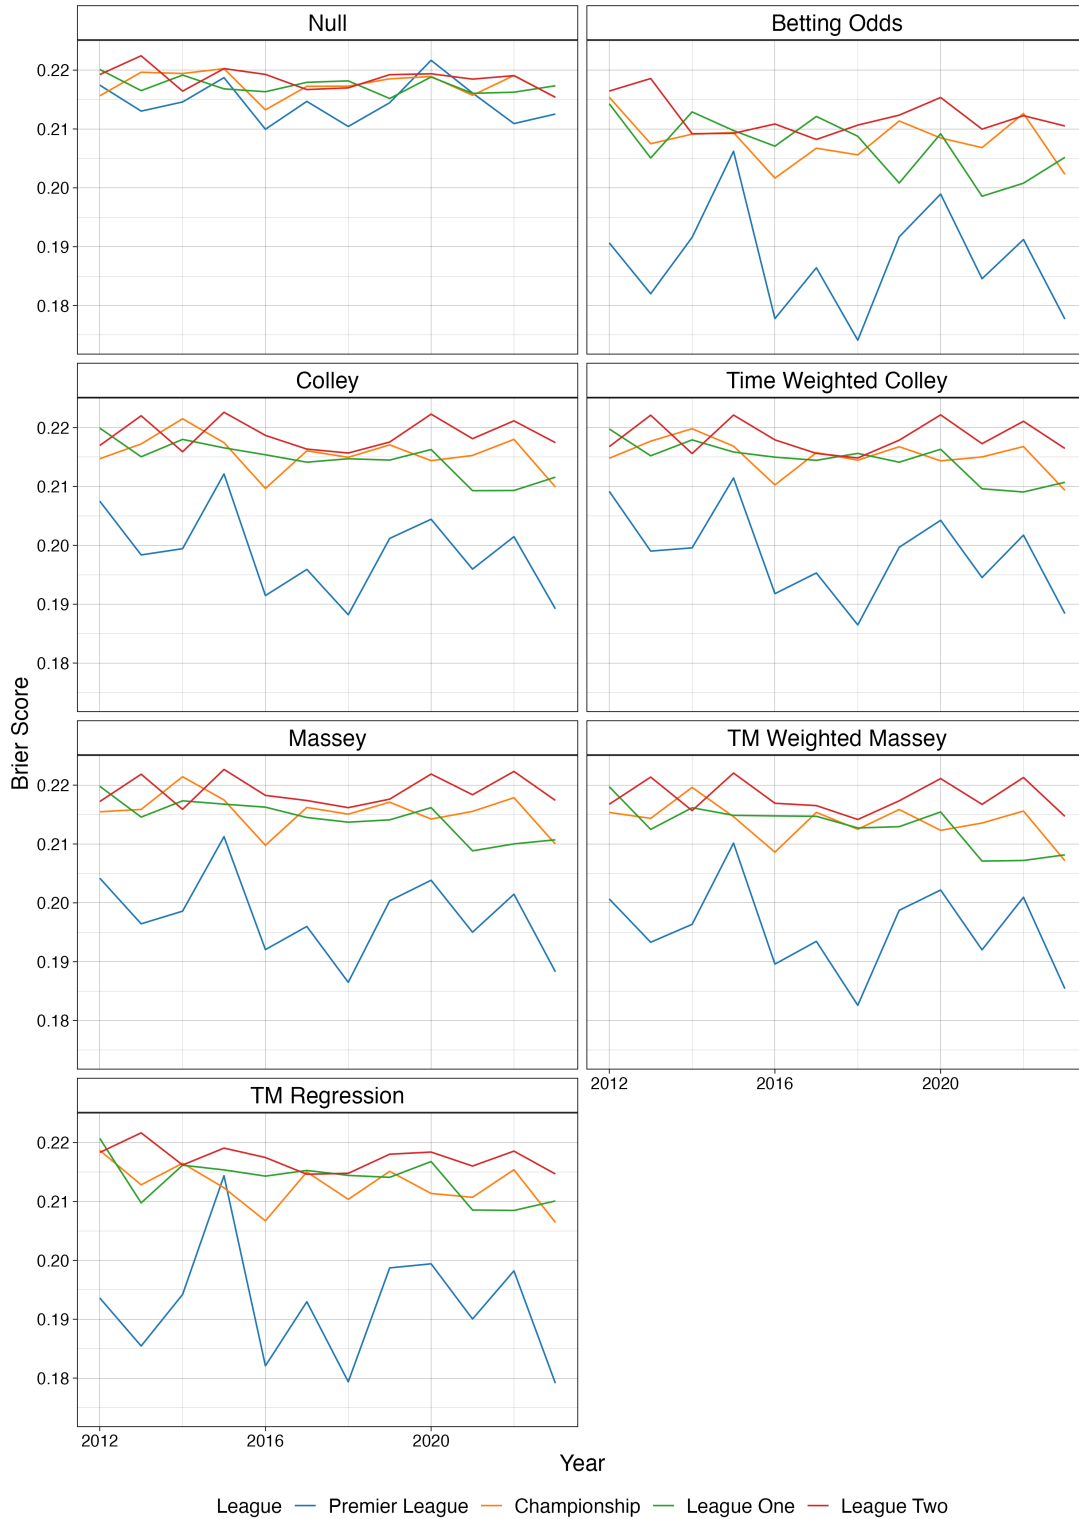 Null
Betting Odds
0.22
0.21
0.20
0.19
0.18
Colley
Time Weighted Colley
0.22
0.21
0.20
0.19
0.18
Massey
TM Weighted Massey
0.22
0.21
0.20
0.19
0.18
2012 2016 2020
TM Regression
0.22
0.21
0.20
0.19
0.18
2012 2016 2020
Brier Score
Year
League Premier League Championship League One League Two